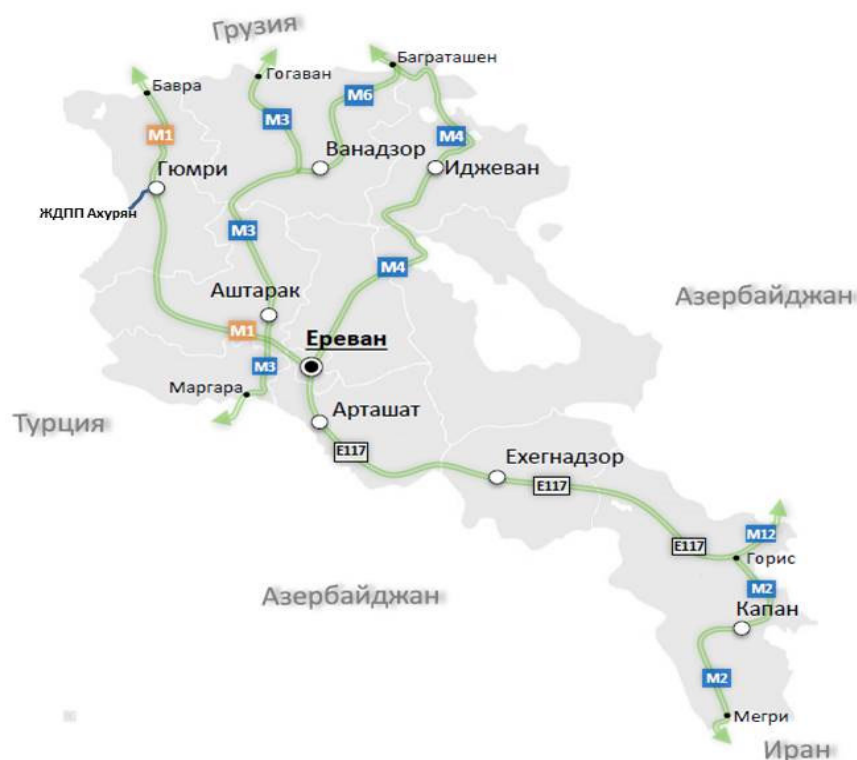 Грузия
Бавра
Гогаван
Баграташен
М6
М3
М1
М4
Ванадзор
Гюмри
Иджеван
ЖДПП Ахурян
М3
М4
Аштарак
Азербайджан
М1
Ереван
М3
Маргара
Арташат
Турция
Е117
Ехегнадзор
Е117
М12
Е117
Горис
М2
Азербайджан
Капан
М2
Мегри
Иран